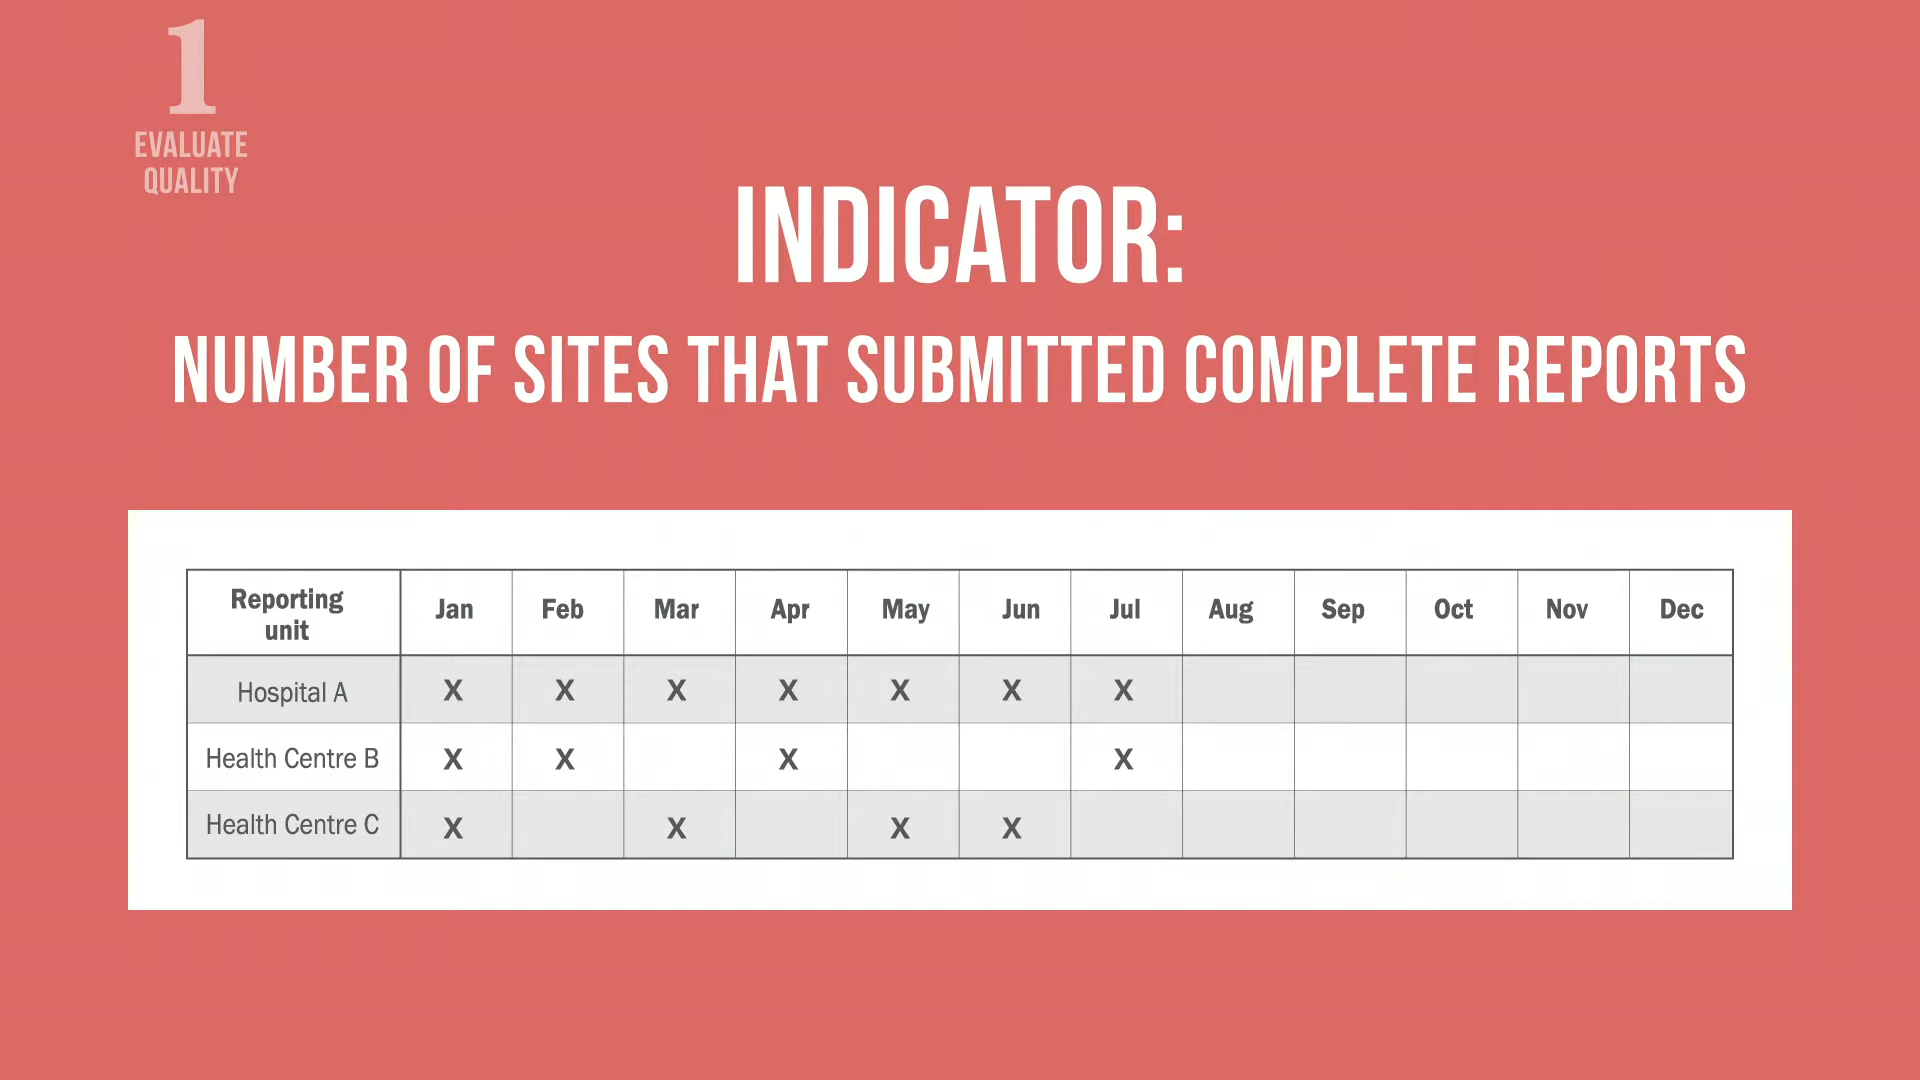 1
EVALUATE
QUALITY
INDICATOR:
NUMBER OF SITES THAT SUBMITTED COMPLETE REPORTS
Reporting unit Jan Feb Mar Apr May Jun Jul Aug Sep Oct Nov Dec
Hospital A X X X X X X X
Health Centre B X X X X
Health Centre C X X X X